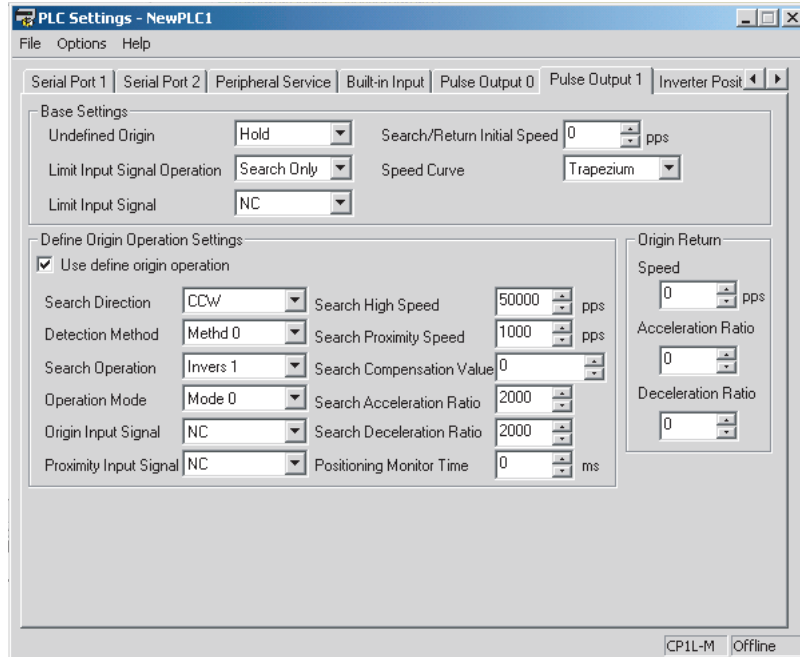 PLC Settings - NewPLC1
File Options Help
Serial Port 1 Serial Port 2 Peripheral Service Built-in Input Pulse Output 0 Pulse Output 1 Inverter Posit
Base Settings
Undefined Origin Hold Search/Return Initial Speed 0 pps
Limit Input Signal Operation Search Only Speed Curve Trapezium
Limit Input Signal NC
Define Origin Operation Settings Origin Return
Use define origin operation Speed
0 pps
Search Direction CCW Search High Speed 50000 pps
Detection Method Methd 0 Search Proximity Speed 1000 pps Acceleration Ratio
Search Operation Invers 1 Search Compensation Value 0 0
Operation Mode Mode 0 Search Acceleration Ratio 2000 Deceleration Ratio
Origin Input Signal NC Search Deceleration Ratio 2000 0
Proximity Input Signal NC Positioning Monitor Time 0 ms
CP1L-M Offline